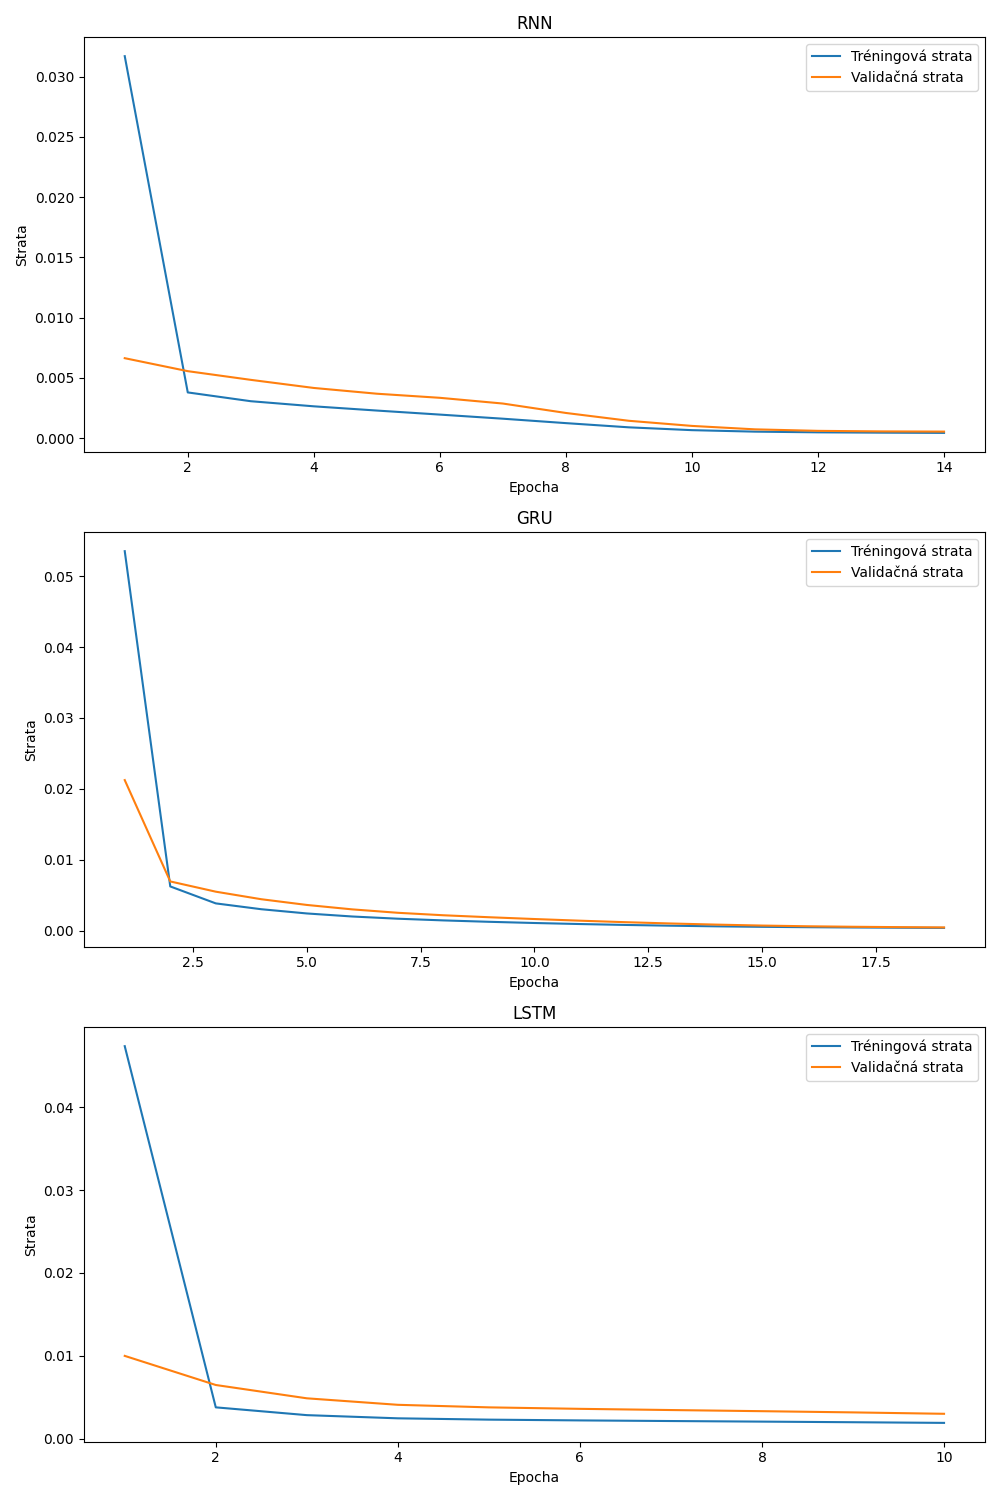 RNN
Tréningová strata
Validačná strata
0.030
0.025
0.020
0.015
0.010
0.005
0.000
Strata
2 4 6 8 10 12 14
Epocha
GRU
Tréningová strata
Validačná strata
0.05
0.04
0.03
0.02
0.01
0.00
Strata
2.5 5.0 7.5 10.0 12.5 15.0 17.5
Epocha
LSTM
Tréningová strata
Validačná strata
0.04
0.03
0.02
0.01
0.00
Strata
2 4 6 8 10
Epocha